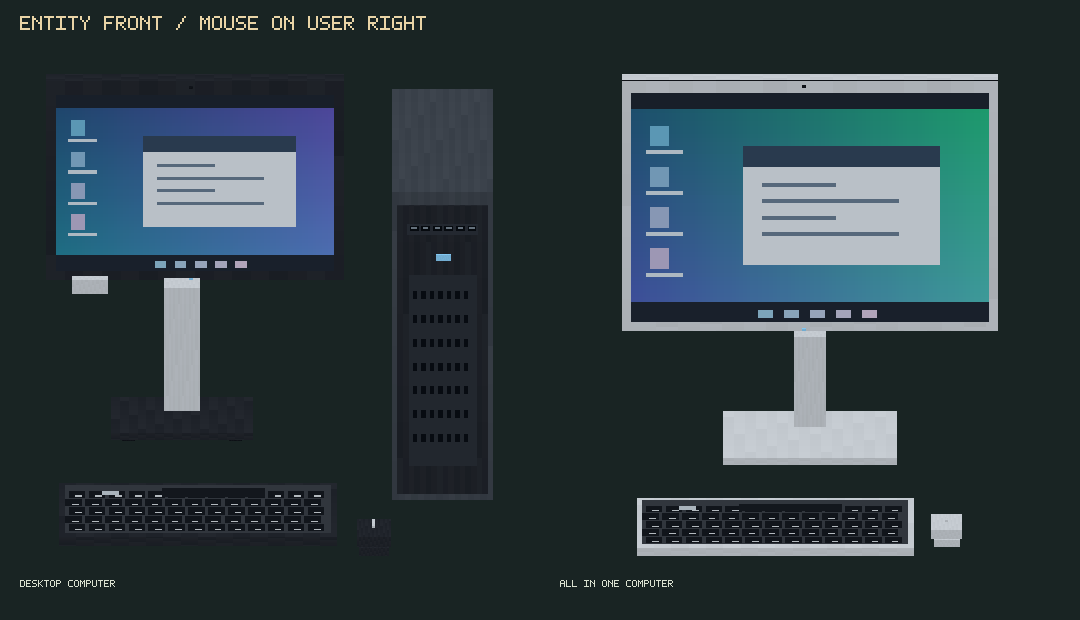 ENTITY FRONT / MOUSE ON USER RIGHT
DESKTOP COMPUTER
ALL IN ONE COMPUTER